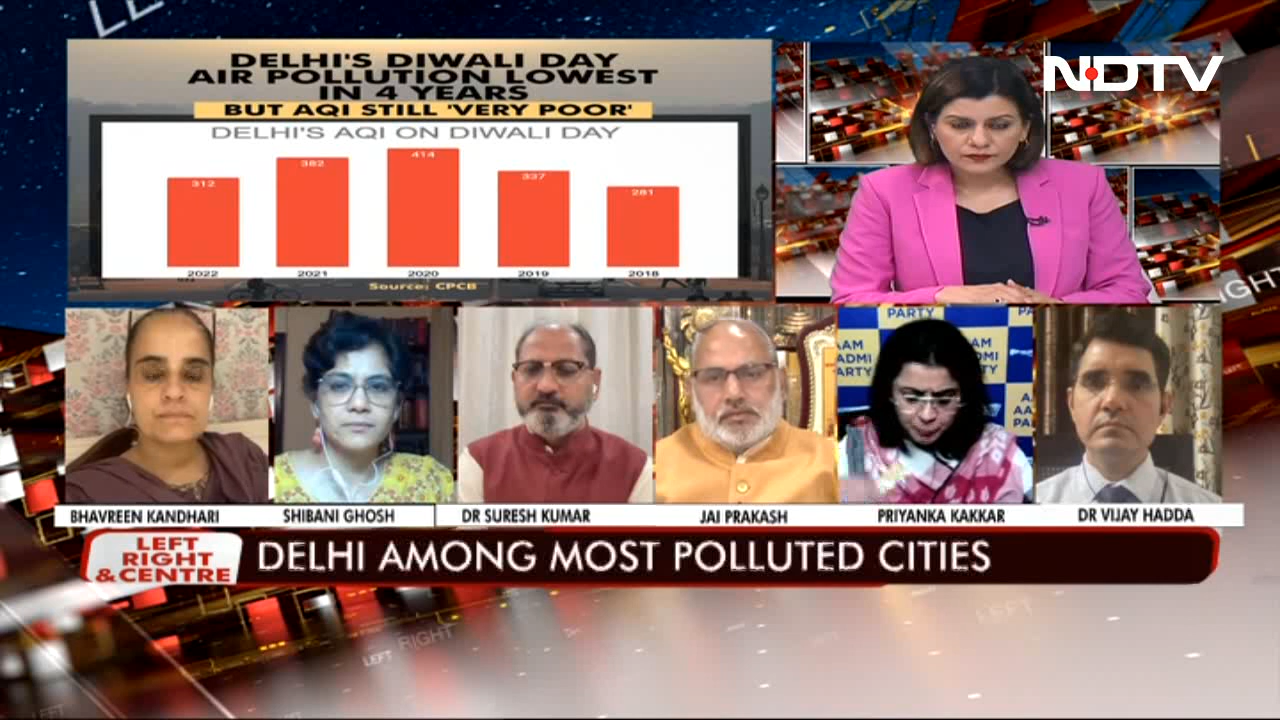 DELHI'S DIWALI DAY
AIR POLLUTION LOWEST
IN 4 YEARS
BUT AQI STILL 'VERY POOR'
DELHI'S AQI ON DIWALI DAY
312
382
414
337
281
2022
2021
2020
2019
2018
Source: CPCB
NDTV
PARTY
AAM
AADMI
PARTY
BHAVREEN KANDHARI
SHIBANI GHOSH
DR SURESH KUMAR
JAI PRAKASH
PRIYANKA KAKKAR
DR VIJAY HADDA
LEFT
RIGHT
& CENTRE
DELHI AMONG MOST POLLUTED CITIES
LEFT RIGHT
LEFT